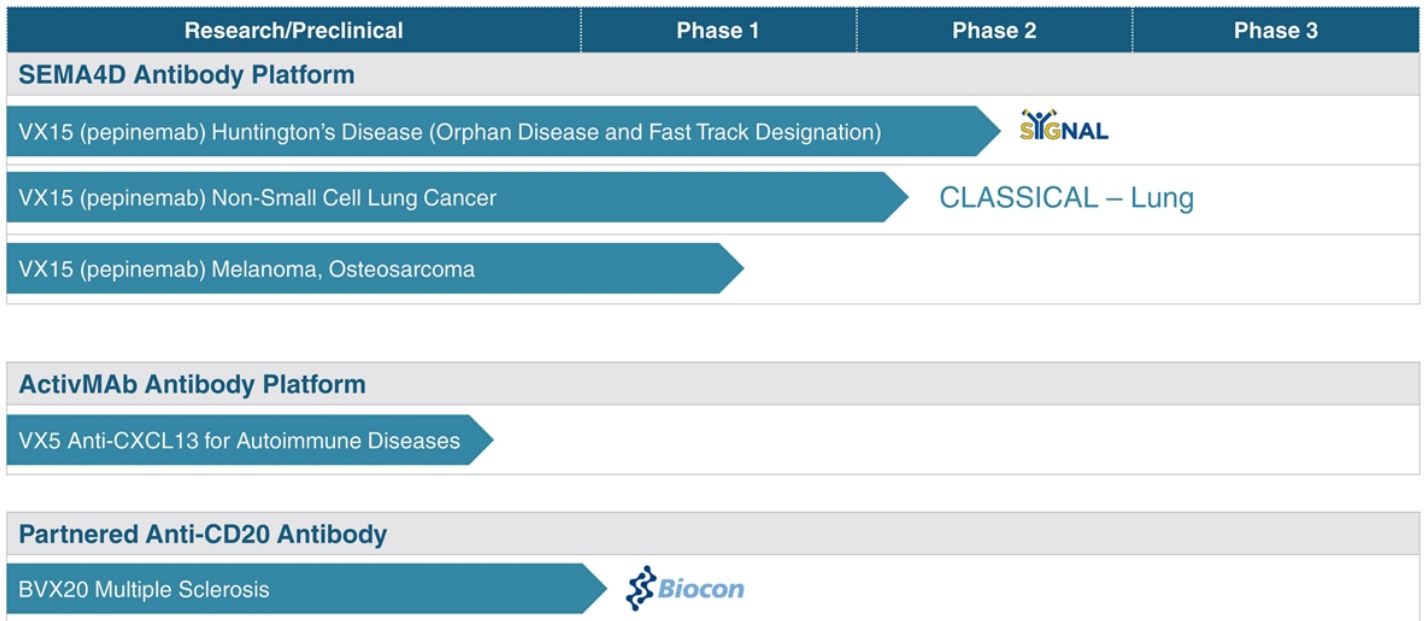 Research/Preclinical Phase 1 Phase 2 Phase 3
SEMA4D Antibody Platform
VX15 (pepinemab) Huntington's Disease (Orphan Disease and Fast Track Designation) SIGNAL
VX15 (pepinemab) Non-Small Cell Lung Cancer CLASSICAL – Lung
VX15 (pepinemab) Melanoma, Osteosarcoma
ActivMAb Antibody Platform
VX5 Anti-CXCL13 for Autoimmune Diseases
Partnered Anti-CD20 Antibody
BVX20 Multiple Sclerosis Biocon